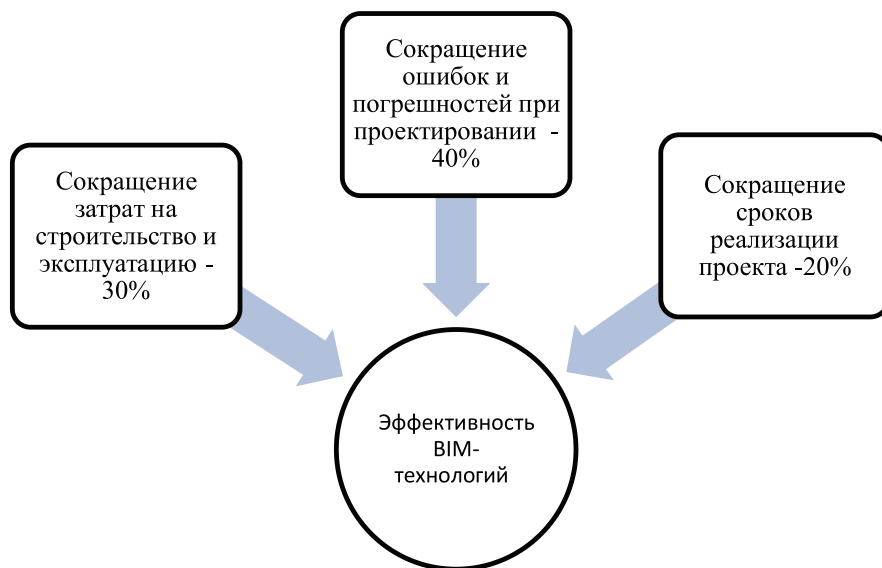 Сокращение
затрат на
строительство и
эксплуатацию -
30%
Сокращение
ошибок и
погрешностей при
проектировании -
40%
Сокращение
сроков
реализации
проекта -20%
Эффективность
BIM-
технологий